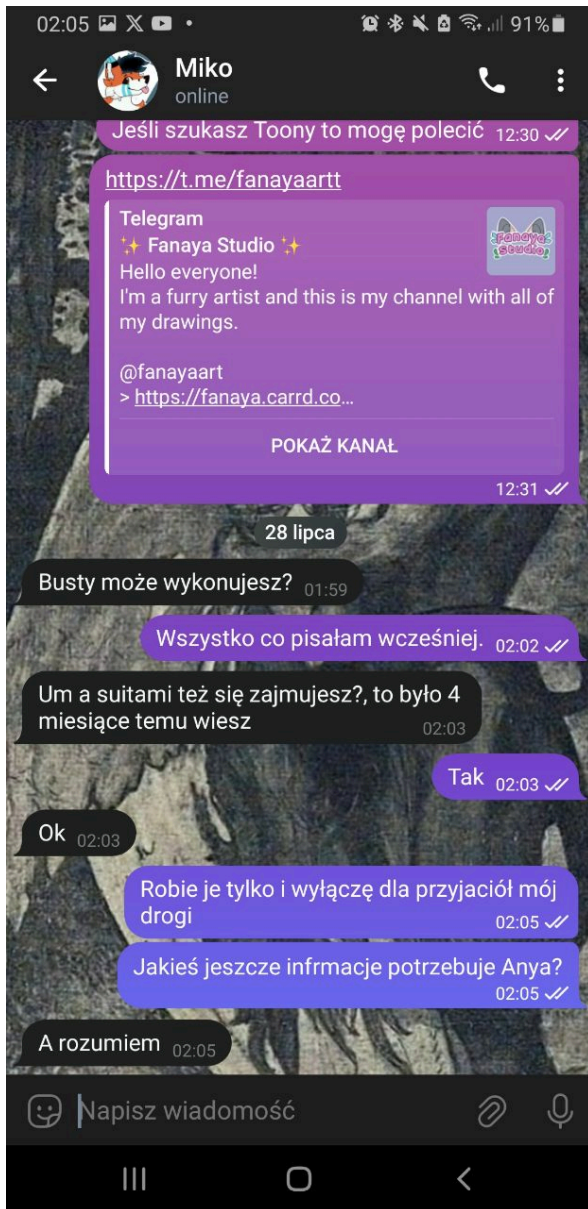 02:05
91%
Miko
online
Jeśli szukasz Toony to mogę polecić 12:30
https://t.me/fanayaartt
Telegram
✨ Fanaya Studio ✨
Fanaya Studio
Hello everyone!
I'm a furry artist and this is my channel with all of
my drawings.
@fanayaart
> https://fanaya.carrd.co...
POKAŻ KANAŁ
12:31
28 lipca
Busty może wykonujesz? 01:59
Wszystko co pisałam wcześniej. 02:02
Um a suitami też się zajmujesz?, to było 4
miesiące temu wiesz 02:03
Tak 02:03
Ok 02:03
Robie je tylko i wyłączę dla przyjaciół mój
drogi 02:05
Jakieś jeszcze infrmacje potrzebuje Anya?
02:05
A rozumiem 02:05
Napisz wiadomość